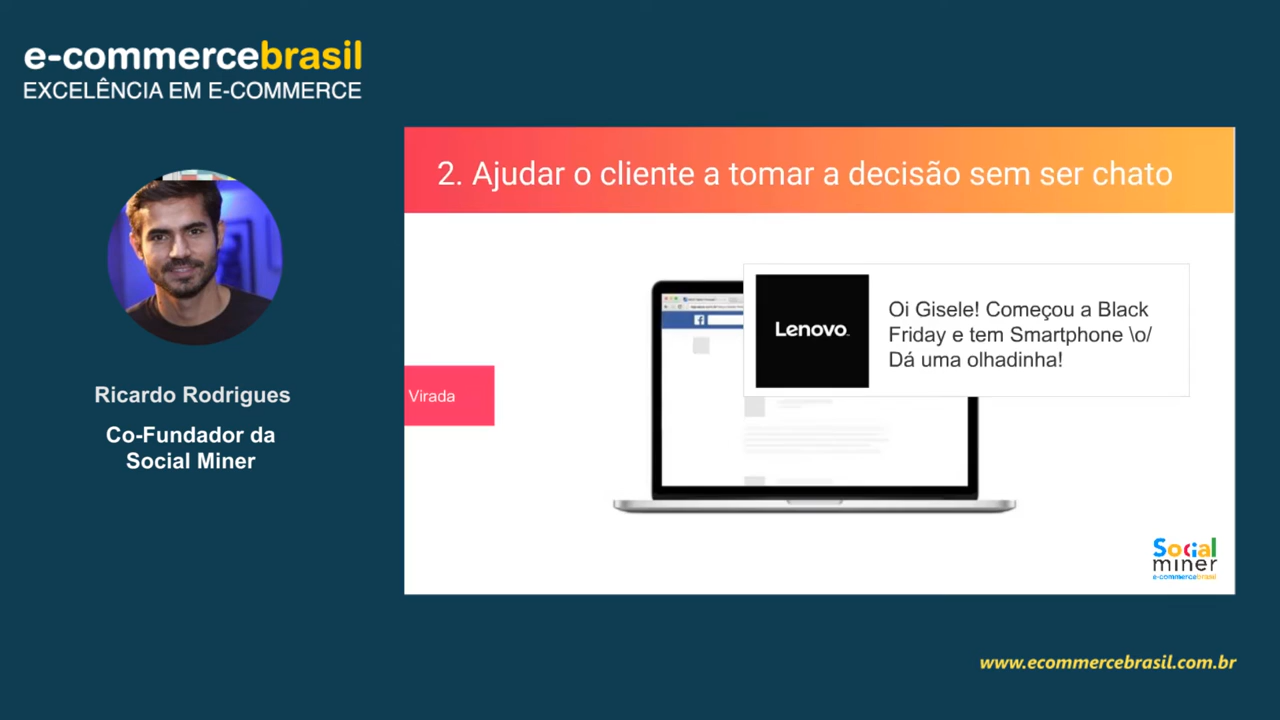 e-commercebrasil
EXCELÊNCIA EM E-COMMERCE
Ricardo Rodrigues
Co-Fundador da
Social Miner
2. Ajudar o cliente a tomar a decisão sem ser chato
Virada
Lenovo
Oi Gisele! Começou a Black
Friday e tem Smartphone \o/
Dá uma olhadinha!
Social
miner
e-commercebrasil
www.ecommercebrasil.com.br